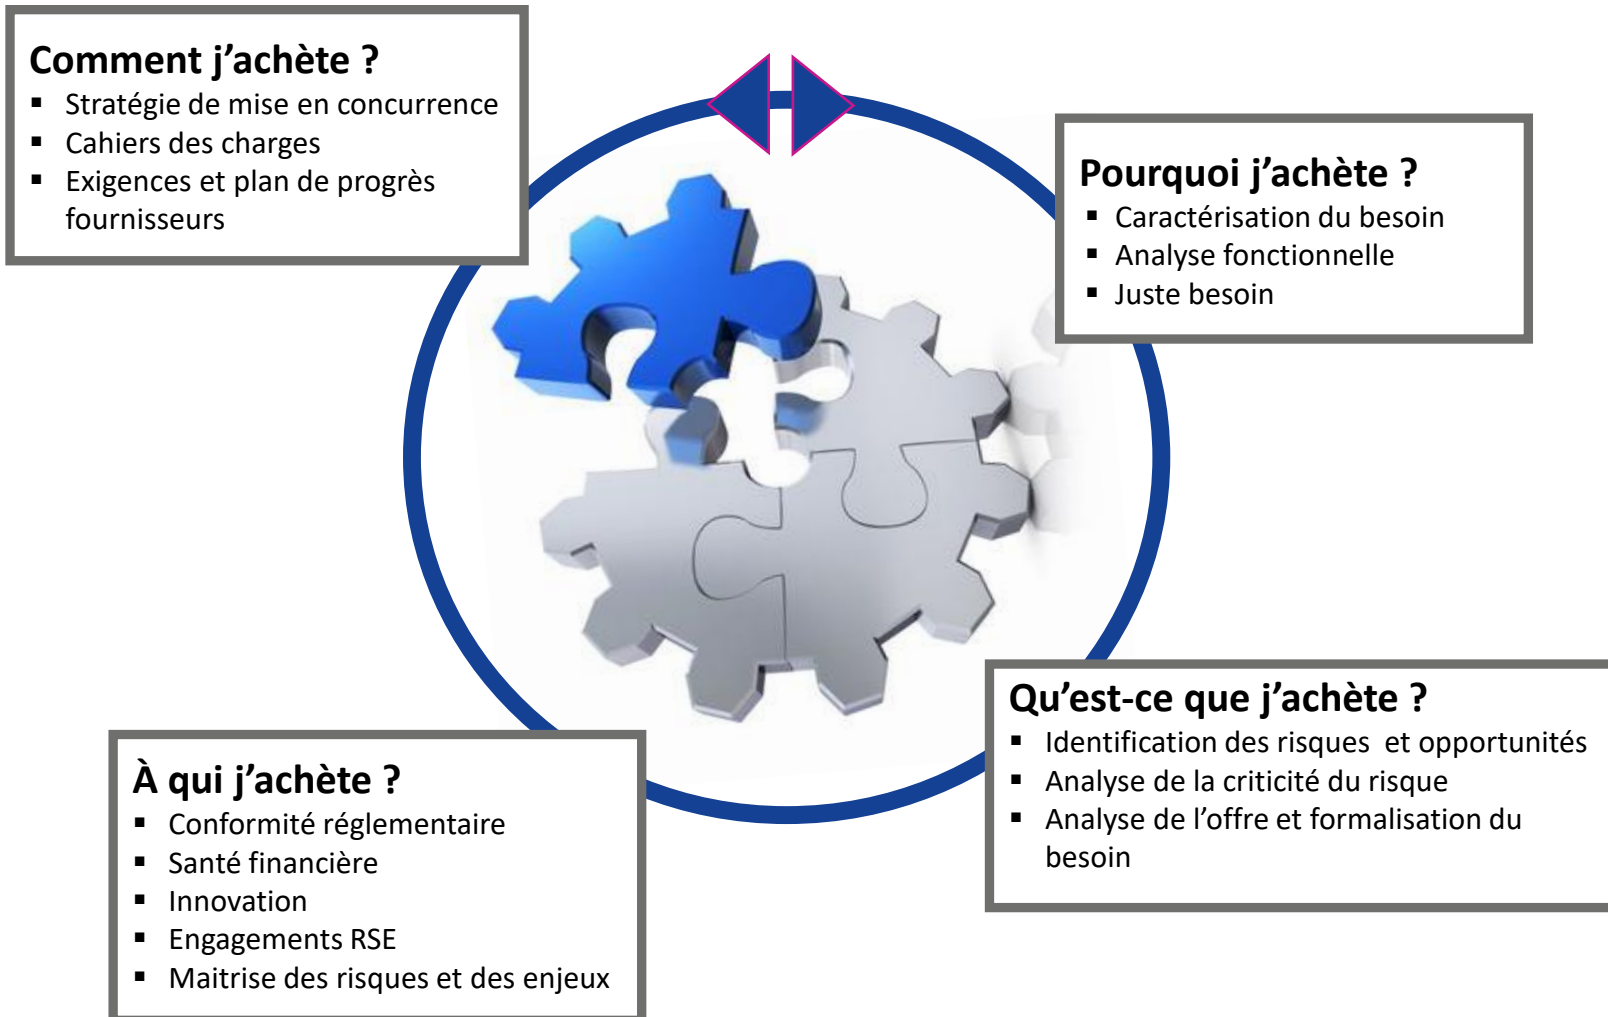 Comment j’achète ?
▪ Stratégie de mise en concurrence
▪ Cahiers des charges
▪ Exigences et plan de progrès
fournisseurs
Pourquoi j’achète ?
▪ Caractérisation du besoin
▪ Analyse fonctionnelle
▪ Juste besoin
Qu’est-ce que j’achète ?
▪ Identification des risques et opportunités
▪ Analyse de la criticité du risque
▪ Analyse de l’offre et formalisation du
besoin
À qui j’achète ?
▪ Conformité réglementaire
▪ Santé financière
▪ Innovation
▪ Engagements RSE
▪ Maitrise des risques et des enjeux